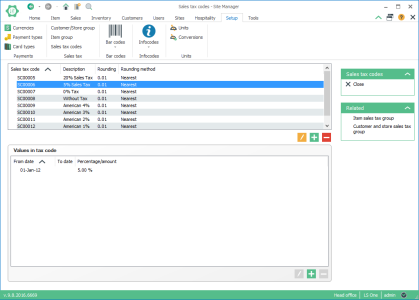 Sales tax codes - Site Manager
Home Item Sales Inventory Customers Users Sites Hospitality Setup Tools
Currencies
Payment types
Card types
Payments
Customer/Store group
Item group
Sales tax codes
Sales tax
Bar codes
Bar codes
Infocodes
Infocodes
Units
Conversions
Units
Sales tax code Description Rounding Rounding method
SC00005 20% Sales Tax 0.01 Nearest
SC00006 5% Sales Tax 0.01 Nearest
SC00007 0% Tax 0.01 Nearest
SC00008 Without Tax 0.01 Nearest
SC00009 American 4% 0.01 Nearest
SC00010 American 3% 0.01 Nearest
SC00011 American 2% 0.01 Nearest
SC00012 American 1% 0.01 Nearest
Values in tax code
From date To date Percentage/amount
01-Jan-12 5.00 %
Sales tax codes
Close
Related
Item sales tax group
Customer and store sales tax group
Head office LS One admin